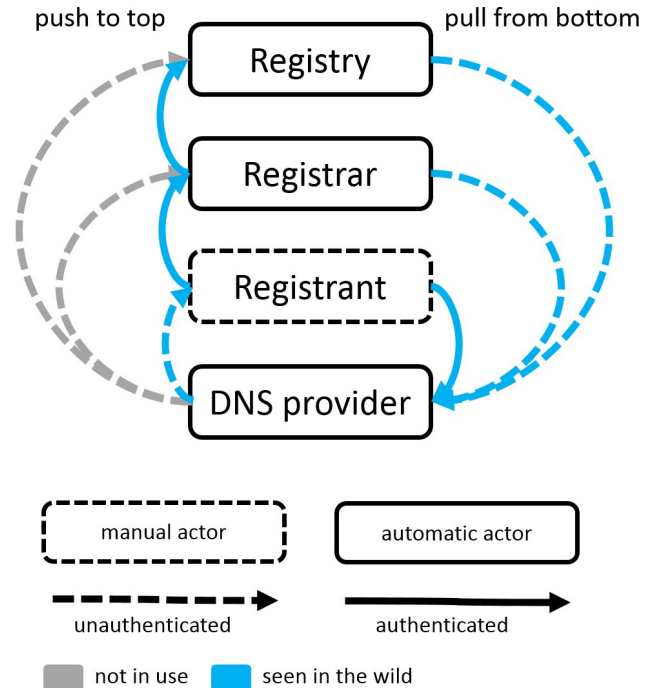 push to top
pull from bottom
Registry
Registrar
Registrant
DNS provider
manual actor
automatic actor
unauthenticated
authenticated
not in use
seen in the wild